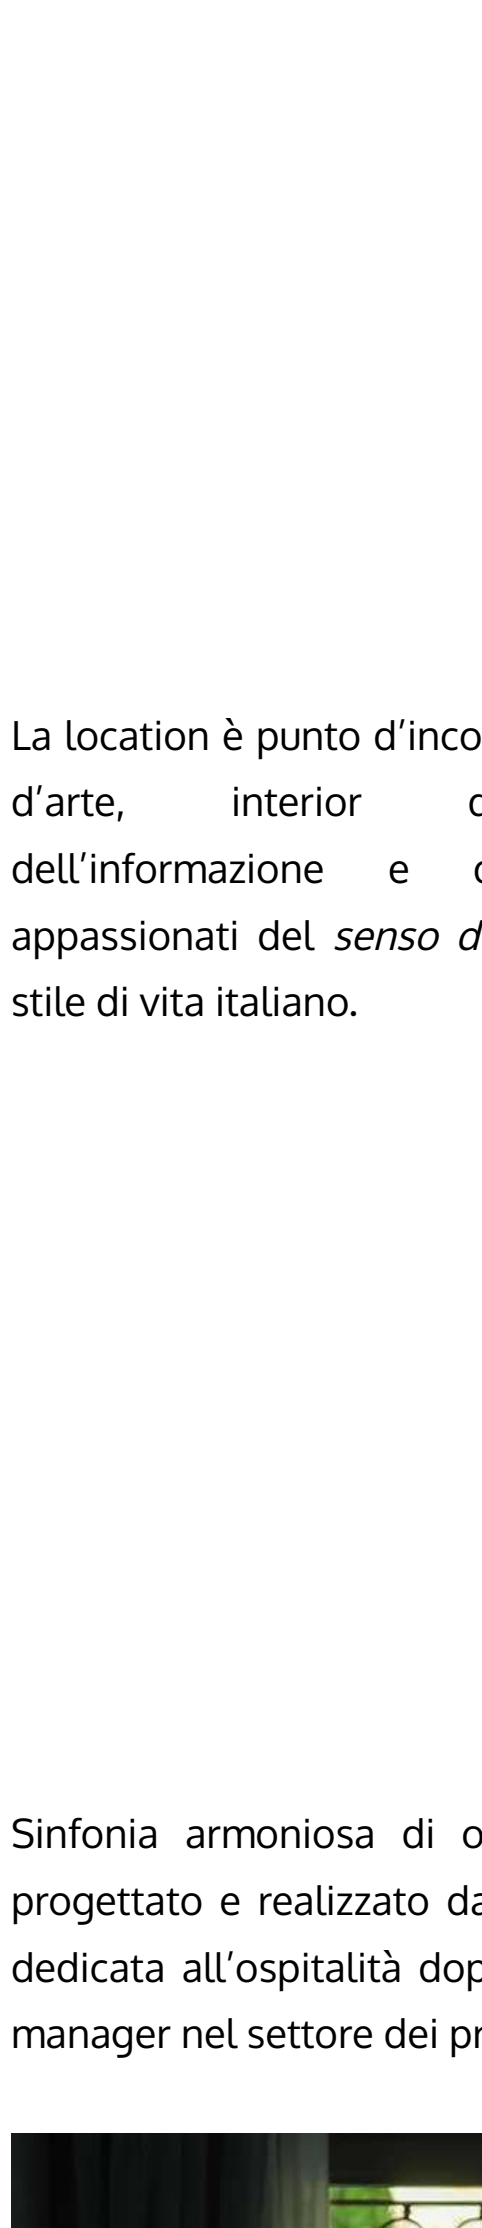 La location è punto d’inco
d’arte, interior
dell’informazione e
appassionati del senso d
stile di vita italiano.
Sinfonia armoniosa di o
progettato e realizzato da
dedicata all’ospitalità dop
manager nel settore dei pr